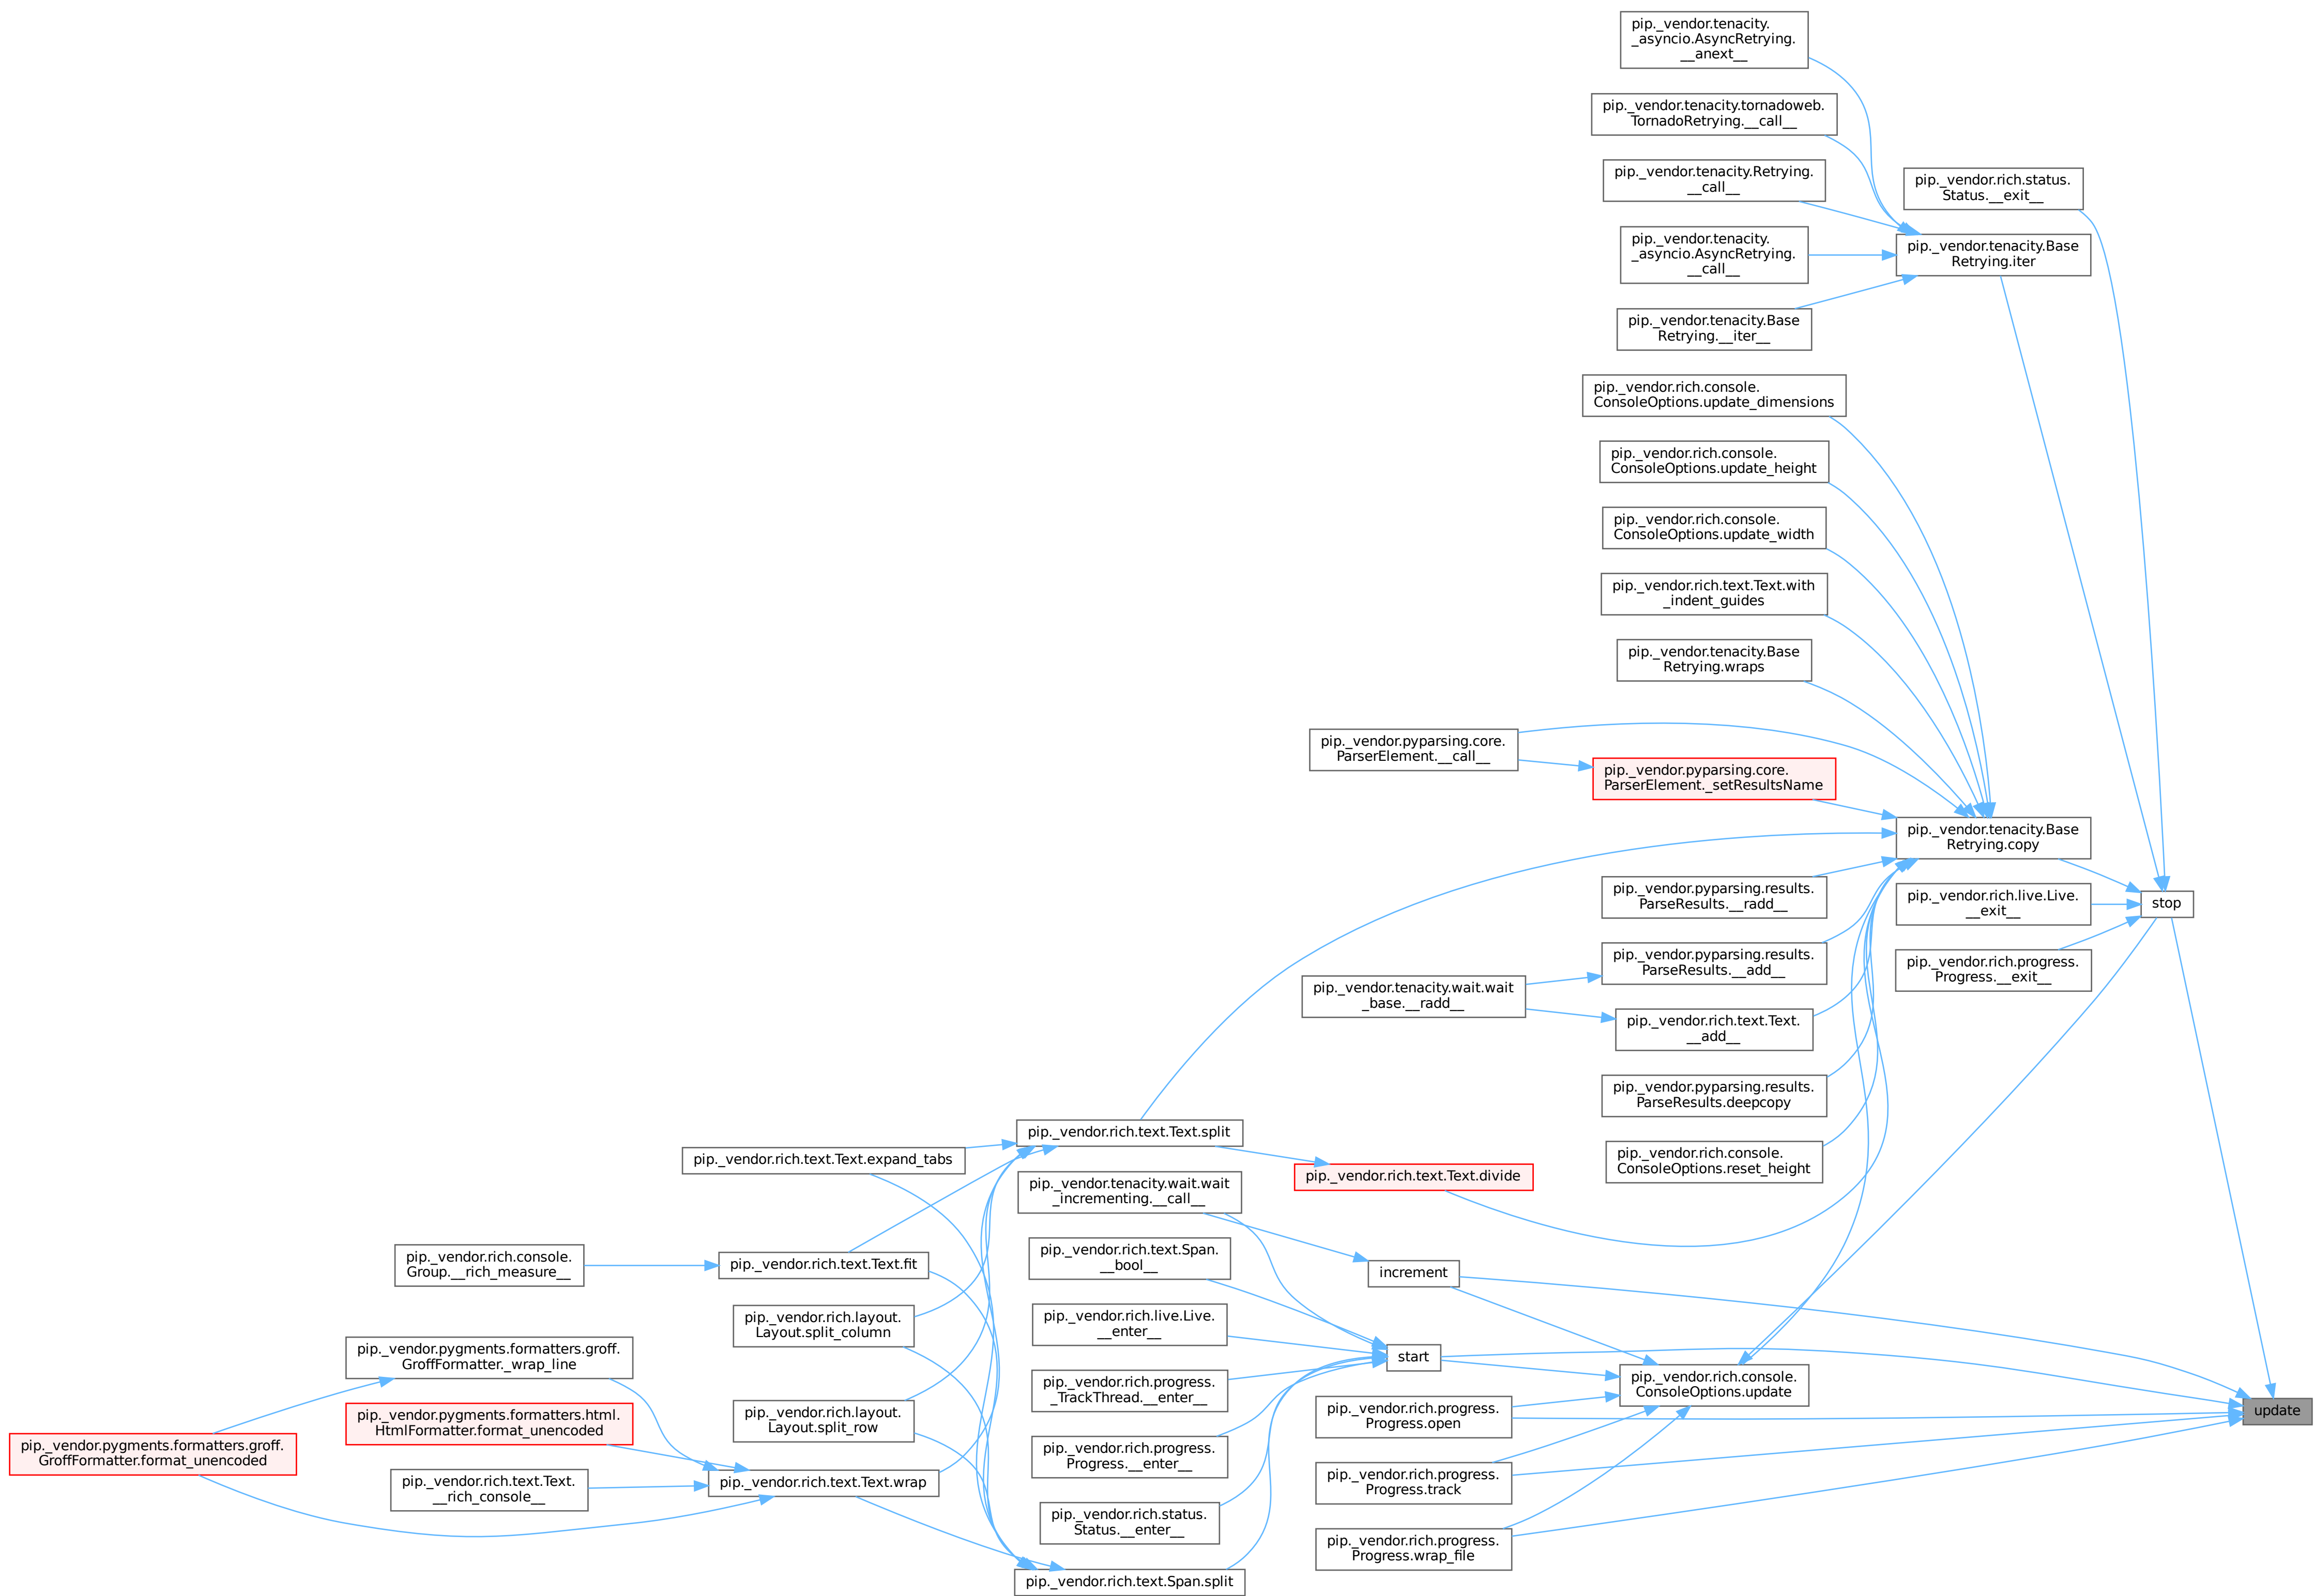 pip._vendor.tenacity.
_asyncio.AsyncRetrying.
__anext__
pip._vendor.tenacity.tornadoweb.
TornadoRetrying.__call__
pip._vendor.tenacity.Retrying.
__call__
pip._vendor.rich.status.
Status.__exit__
pip._vendor.tenacity.
_asyncio.AsyncRetrying.
__call__
pip._vendor.tenacity.Base
Retrying.iter
pip._vendor.tenacity.Base
Retrying.__iter__
pip._vendor.rich.console.
ConsoleOptions.update_dimensions
pip._vendor.rich.console.
ConsoleOptions.update_height
pip._vendor.rich.console.
ConsoleOptions.update_width
pip._vendor.rich.text.Text.with
_indent_guides
pip._vendor.tenacity.Base
Retrying.wraps
pip._vendor.pyparsing.core.
ParserElement.__call__
pip._vendor.pyparsing.core.
ParserElement._setResultsName
pip._vendor.tenacity.Base
Retrying.copy
pip._vendor.pyparsing.results.
ParseResults.__radd__
pip._vendor.rich.live.Live.
__exit__
stop
pip._vendor.pyparsing.results.
ParseResults.__add__
pip._vendor.rich.progress.
Progress.__exit__
pip._vendor.tenacity.wait.wait
_base.__radd__
pip._vendor.rich.text.Text.
__add__
pip._vendor.pyparsing.results.
ParseResults.deepcopy
pip._vendor.rich.text.Text.split
pip._vendor.rich.text.Text.expand_tabs
pip._vendor.rich.console.
ConsoleOptions.reset_height
pip._vendor.rich.text.Text.divide
pip._vendor.tenacity.wait.wait
_incrementing.__call__
pip._vendor.rich.console.
Group.__rich_measure__
pip._vendor.rich.text.Text.fit
pip._vendor.rich.text.Span.
__bool__
increment
pip._vendor.rich.layout.
Layout.split_column
pip._vendor.rich.live.Live.
__enter__
pip._vendor.pygments.formatters.groff.
GroffFormatter._wrap_line
start
pip._vendor.rich.console.
ConsoleOptions.update
pip._vendor.rich.progress.
_TrackThread.__enter__
update
pip._vendor.rich.progress.
Progress.open
pip._vendor.pygments.formatters.html.
HtmlFormatter.format_unencoded
pip._vendor.rich.layout.
Layout.split_row
pip._vendor.pygments.formatters.groff.
GroffFormatter.format_unencoded
pip._vendor.rich.progress.
Progress.__enter__
pip._vendor.rich.progress.
Progress.track
pip._vendor.rich.text.Text.
__rich_console__
pip._vendor.rich.text.Text.wrap
pip._vendor.rich.status.
Status.__enter__
pip._vendor.rich.progress.
Progress.wrap_file
pip._vendor.rich.text.Span.split